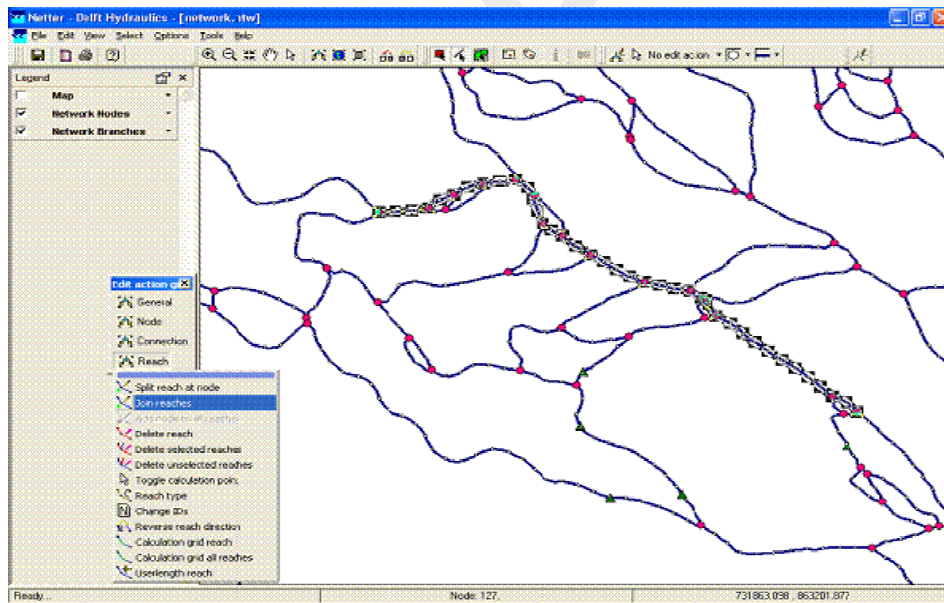 Netter - Delft Hydraulics - [network.ntw]
File Edit View Select Options Tools Help
No edit action
Legend
Map
Network Nodes
Network Branches
Edit action
General
Node
Connection
Reach
Split reach at node
Join reaches
Delete reach
Delete selected reaches
Delete unselected reaches
Toggle calculation point
Reach type
Change IDs
Reverse reach direction
Calculation grid reach
Calculation grid all reaches
Userlength reach
Ready...
Node: 127,
731863.098 , 863201.877